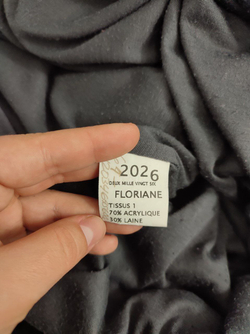 2026
DEUX MILLE VINGT SIX
FLORIANE
TISSUS 1
70% ACRYLIQUE
30% LAINE